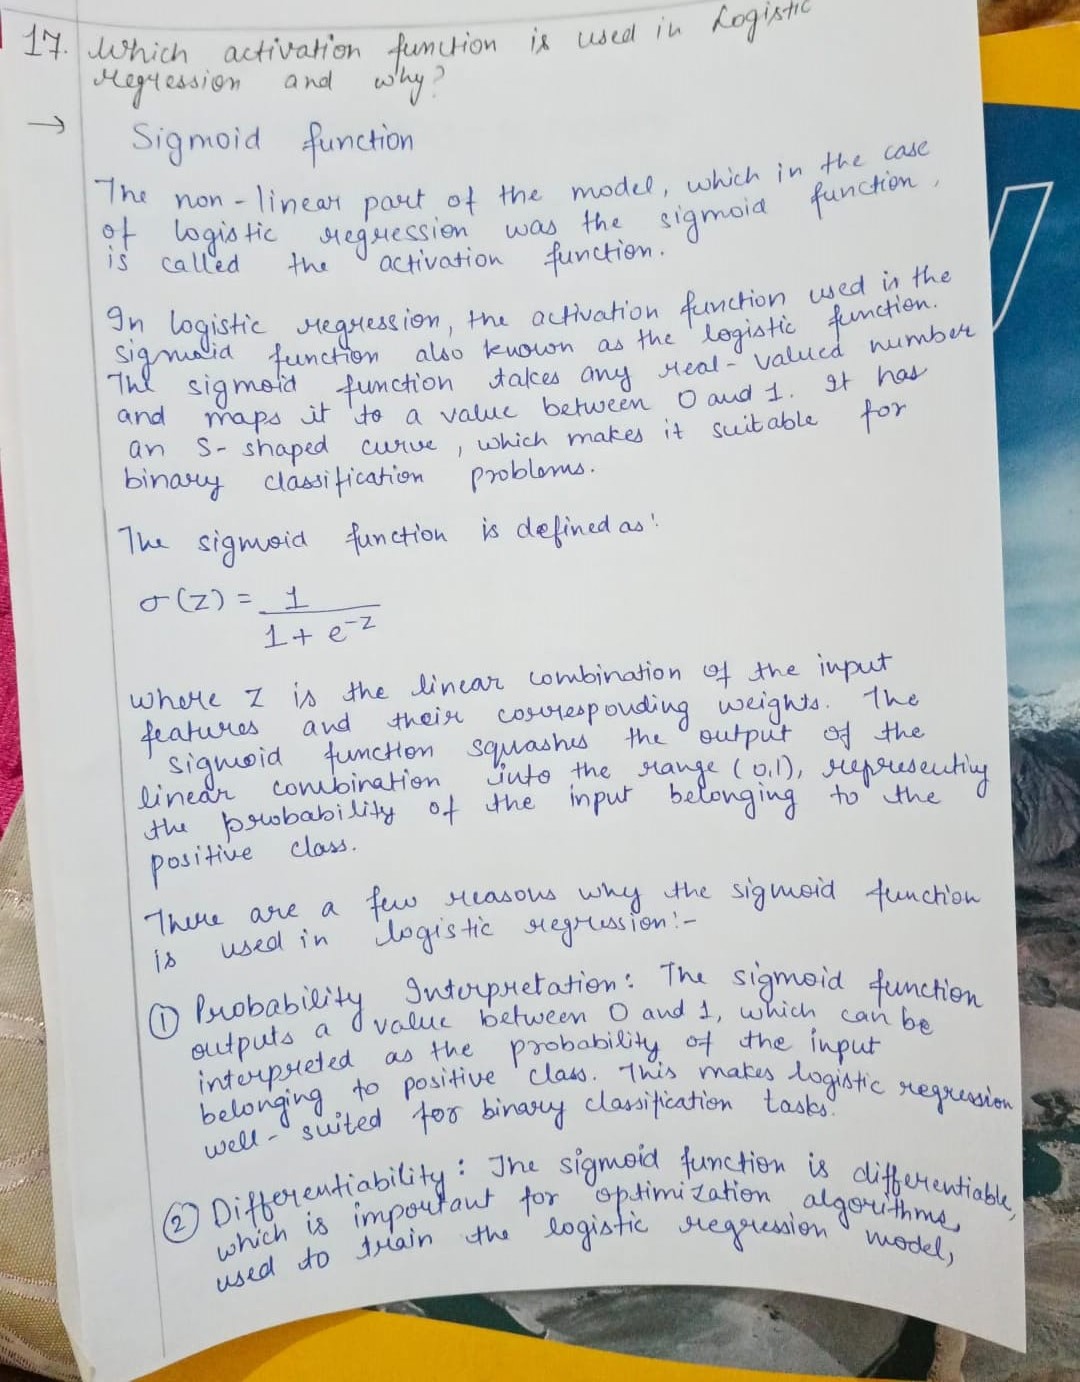 17. Which activation function is used in Logistic
regression and why?
→ Sigmoid function
The non-linear part of the model, which in the case
of logistic regression was the sigmoid function,
is called the activation function.
In logistic regression, the activation function used is the
sigmoid function also known as the logistic function.
The sigmoid function takes any real-valued number
and maps it to a value between 0 and 1. It has
an S-shaped curve, which makes it suitable for
binary classification problems.
The sigmoid function is defined as:
σ(z) = 1
1 + e^-z
where z is the linear combination of the input
features and their corresponding weights. The
sigmoid function squashes the output of the
linear combination into the range (0,1), representing
the probability of the input belonging to the
positive class.
There are a few reasons why the sigmoid function
is used in logistic regression:-
① Probability Interpretation: The sigmoid function
outputs a value between 0 and 1, which can be
interpreted as the probability of the input
belonging to positive class. This makes logistic regression
well-suited for binary classification tasks.
② Differentiability: The sigmoid function is differentiable,
which is important for optimization algorithms
used to train the logistic regression model,